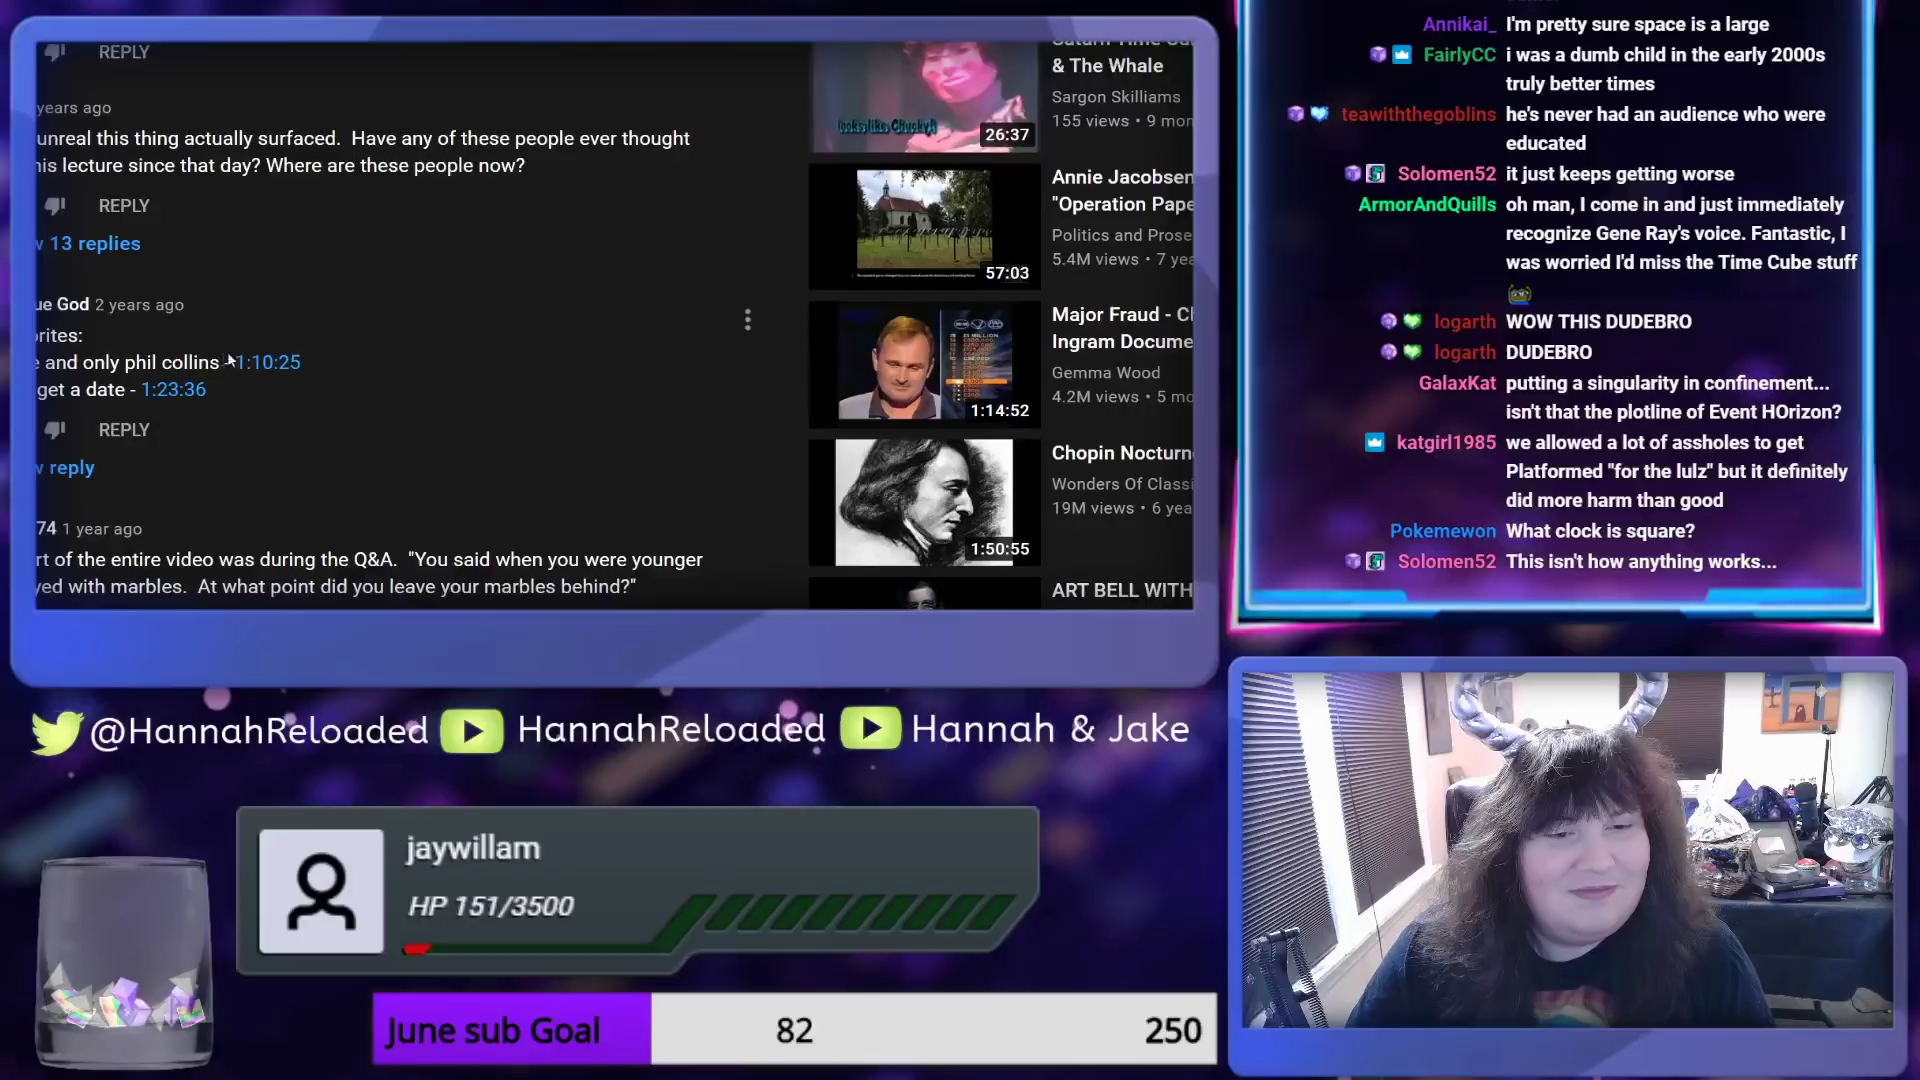 REPLY
years ago
unreal this thing actually surfaced. Have any of these people ever thought
his lecture since that day? Where are these people now?
REPLY
13 replies
ue God 2 years ago
orites:
e and only phil collins - 1:10:25
get a date - 1:23:36
REPLY
reply
74 1 year ago
rt of the entire video was during the Q&A. "You said when you were younger
yed with marbles. At what point did you leave your marbles behind?"
& The Whale
Sargon Skilliams
155 views • 9 mon
looks like Chucky!
26:37
Annie Jacobsen
"Operation Pape
Politics and Prose
5.4M views • 7 yea
57:03
Major Fraud - Ch
Ingram Docume
Gemma Wood
4.2M views • 5 mo
1:14:52
Chopin Nocturn
Wonders Of Classi
19M views • 6 yea
1:50:55
ART BELL WITH
Annikai_ I'm pretty sure space is a large
FairlyCC i was a dumb child in the early 2000s
truly better times
teawiththegoblins he's never had an audience who were
educated
Solomen52 it just keeps getting worse
ArmorAndQuills oh man, I come in and just immediately
recognize Gene Ray's voice. Fantastic, I
was worried I'd miss the Time Cube stuff
logarth WOW THIS DUDEBRO
logarth DUDEBRO
GalaxKat putting a singularity in confinement...
isn't that the plotline of Event HOrizon?
katgirl1985 we allowed a lot of assholes to get
Platformed "for the lulz" but it definitely
did more harm than good
Pokemewon What clock is square?
Solomen52 This isn't how anything works...
@HannahReloaded HannahReloaded Hannah & Jake
jaywillam
HP 151/3500
June sub Goal 82 250